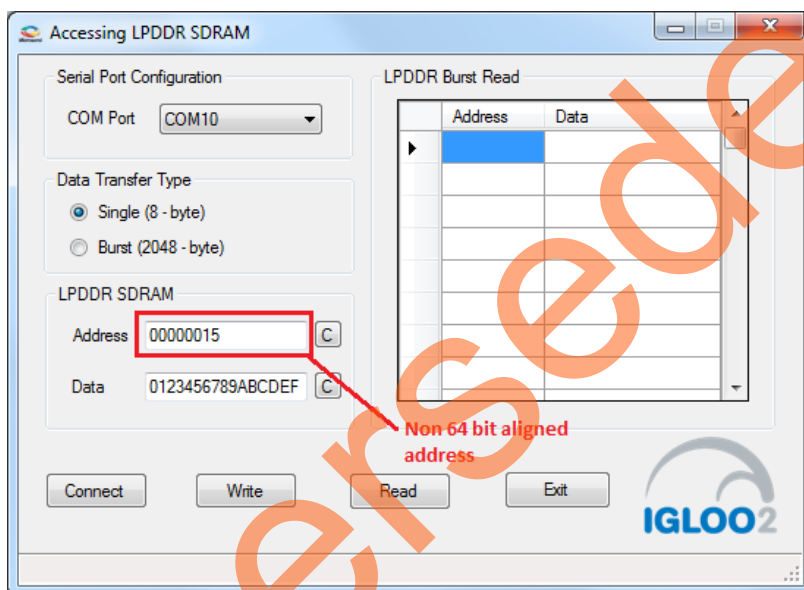 Accessing LPDDR SDRAM
Serial Port Configuration
COM Port COM10
Data Transfer Type
Single (8 - byte)
Burst (2048 - byte)
LPDDR SDRAM
Address 00000015 C
Data 0123456789ABCDEF C
LPDDR Burst Read
Address Data
Non 64 bit aligned
address
Connect Write Read Exit
IGLOO2
ersede